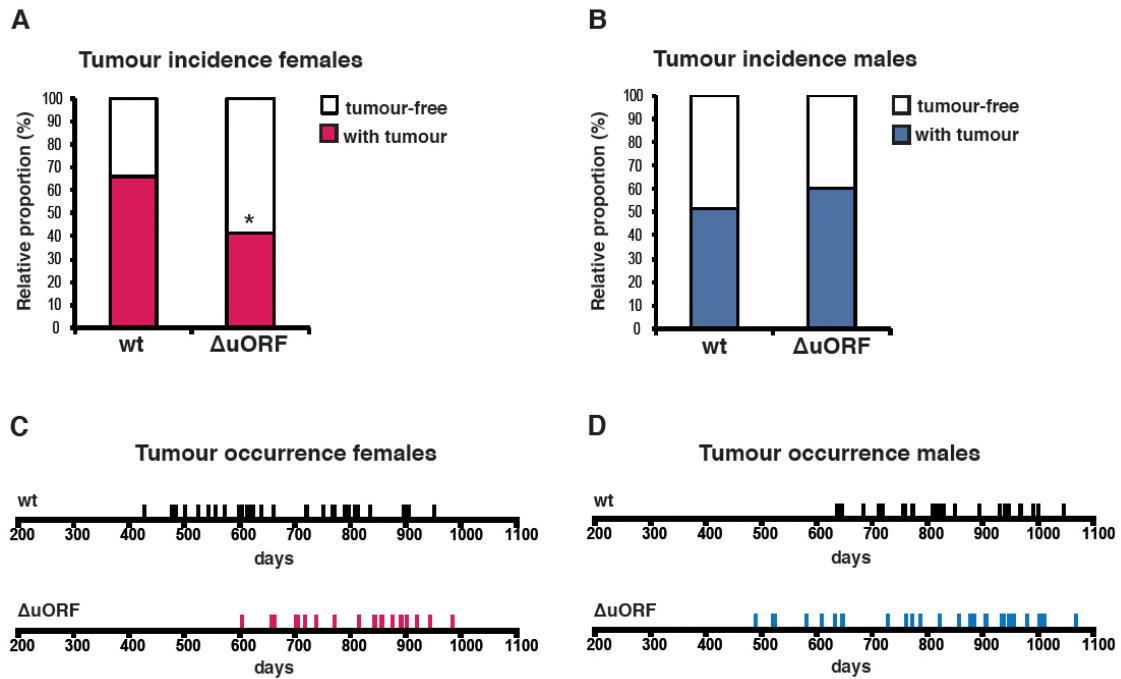 A
Tumour incidence females
Relative proportion (%)
100
90
80
70
60
50
40
30
20
10
0
*
wt
ΔuORF
tumour-free
with tumour
B
Tumour incidence males
Relative proportion (%)
100
90
80
70
60
50
40
30
20
10
0
wt
ΔuORF
tumour-free
with tumour
C
Tumour occurrence females
wt
200 300 400 500 600 700 800 900 1000 1100
days
ΔuORF
200 300 400 500 600 700 800 900 1000 1100
days
D
Tumour occurrence males
wt
200 300 400 500 600 700 800 900 1000 1100
days
ΔuORF
200 300 400 500 600 700 800 900 1000 1100
days